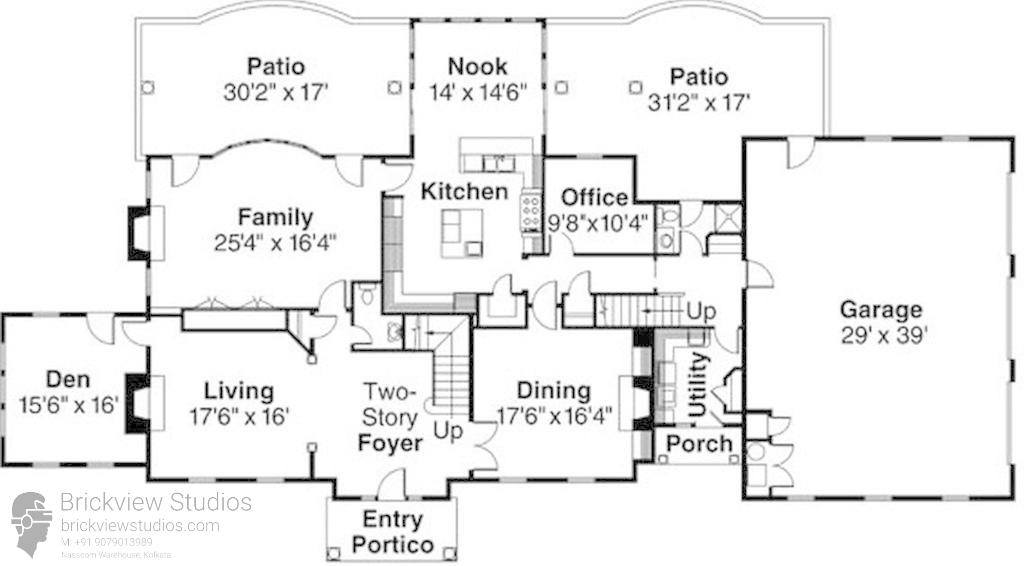 Patio
30'2" x 17'
Nook
14' x 14'6"
Patio
31'2" x 17'
Kitchen
Office
9'8"x10'4"
Family
25'4" x 16'4"
Up
Garage
29' x 39'
Den
15'6" x 16'
Living
17'6" x 16'
Two-
Story
Foyer
Up
Dining
17'6" x 16'4"
Utility
Porch
Entry
Portico
Brickview Studios
brickviewstudios.com
M: +91 9079013989
Nasscom Warehouse, Kolkata